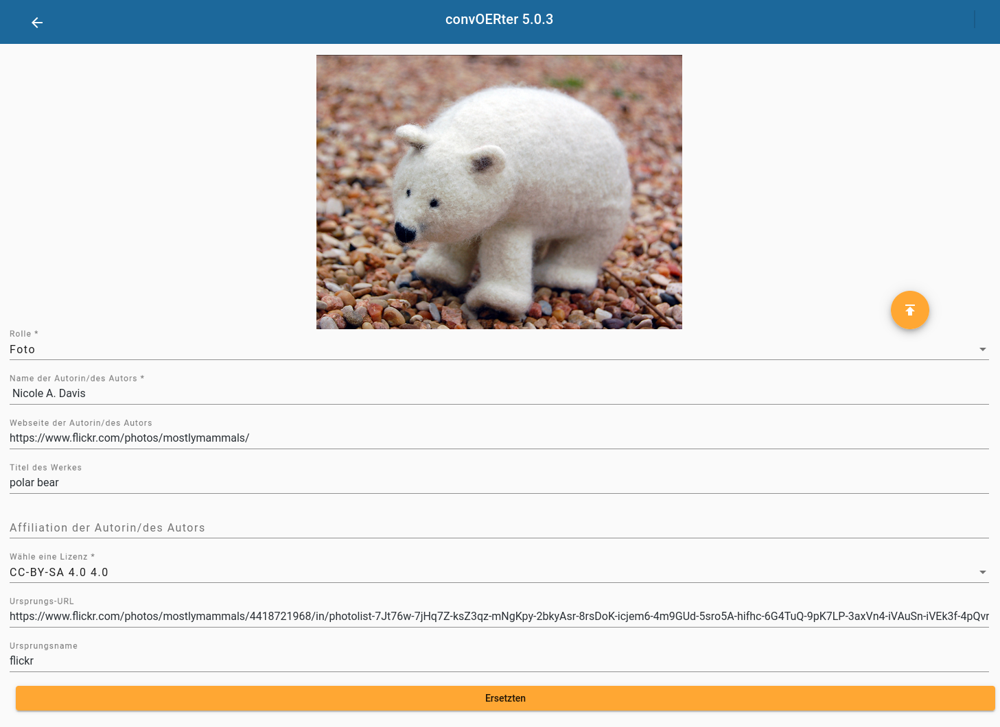 convOERter 5.0.3
Rolle *
Foto
Name der Autorin/des Autors *
Nicole A. Davis
Webseite der Autorin/des Autors
https://www.flickr.com/photos/mostlymammals/
Titel des Werkes
polar bear
Affiliation der Autorin/des Autors
Wähle eine Lizenz *
CC-BY-SA 4.0 4.0
Ursprungs-URL
https://www.flickr.com/photos/mostlymammals/4418721968/in/photolist-7Jt76w-7jHq7Z-ksZ3qz-mNgKpy-2bkyAsr-8rsDoK-icjem6-4m9GUd-5sro5A-hifhc-6G4TuQ-9pK7LP-3axVn4-iVAuSn-iVEk3f-4pQvr
Ursprungsname
flickr
Ersetzten